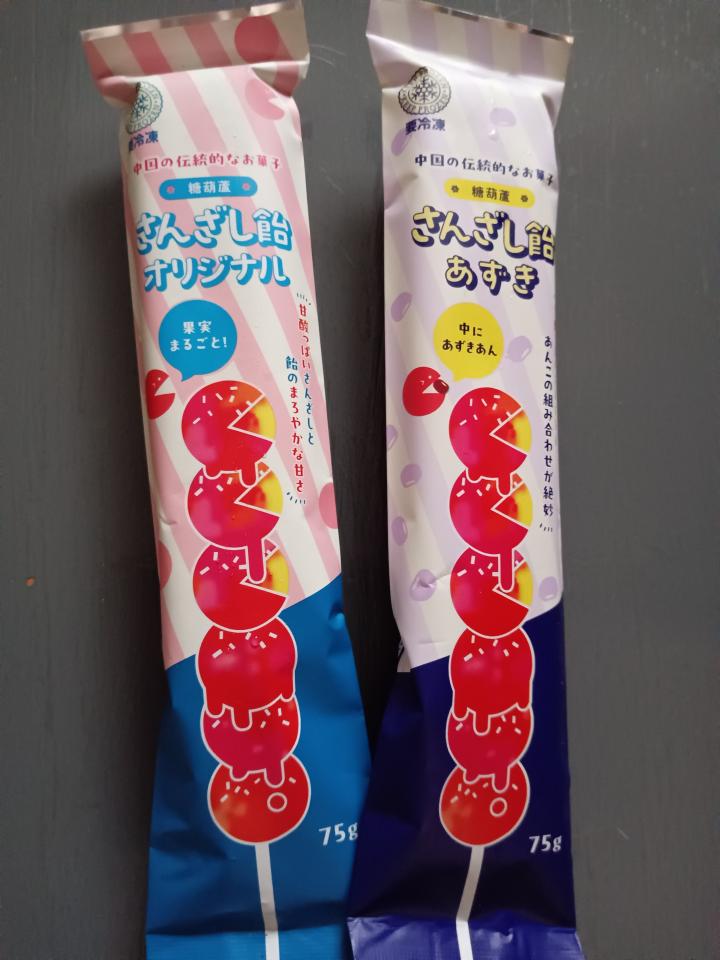 要冷凍
中国の伝統的なお菓子
糖葫蘆
さんざし飴
オリジナル
果実
まるごと!
甘酸っぱいさんざしと
飴のまろやかな甘さ
75g
KEEP FROZEN
要冷凍
中国の伝統的なお菓子
糖葫蘆
さんざし飴
あずき
中に
あずきあん
あんこの組み合わせが絶妙
75g